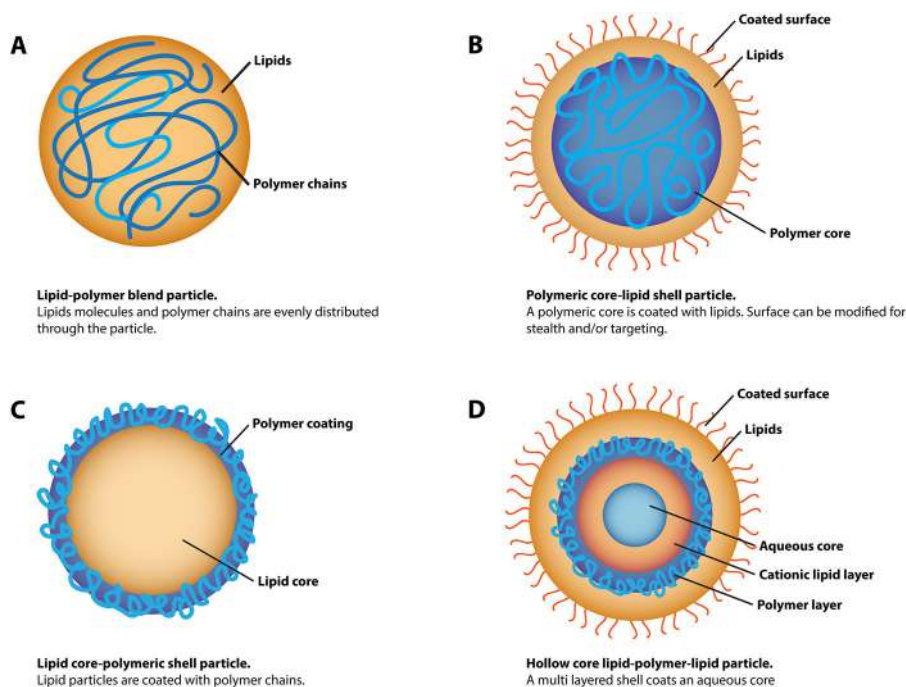 A
Lipids
Polymer chains
Lipid-polymer blend particle.
Lipids molecules and polymer chains are evenly distributed
through the particle.
B
Coated surface
Lipids
Polymer core
Polymeric core-lipid shell particle.
A polymeric core is coated with lipids. Surface can be modified for
stealth and/or targeting.
C
Polymer coating
Lipid core
Lipid core-polymeric shell particle.
Lipid particles are coated with polymer chains.
D
Coated surface
Lipids
Aqueous core
Cationic lipid layer
Polymer layer
Hollow core lipid-polymer-lipid particle.
A multi layered shell coats an aqueous core